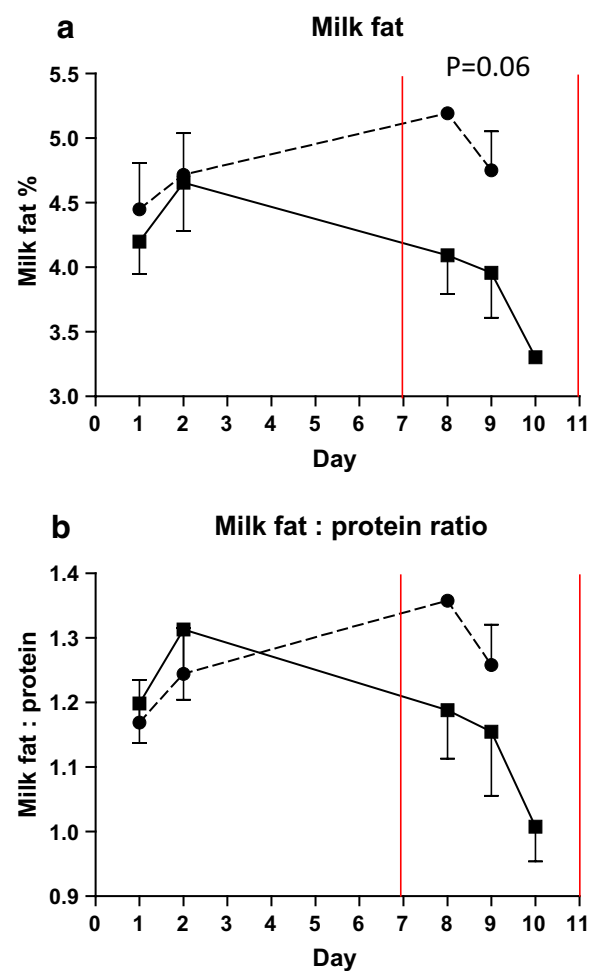 a
Milk fat
P=0.06
5.5
5.0
4.5
4.0
3.5
3.0
Milk fat %
0 1 2 3 4 5 6 7 8 9 10 11
Day
b
Milk fat : protein ratio
1.4
1.3
1.2
1.1
1.0
0.9
Milk fat : protein
0 1 2 3 4 5 6 7 8 9 10 11
Day